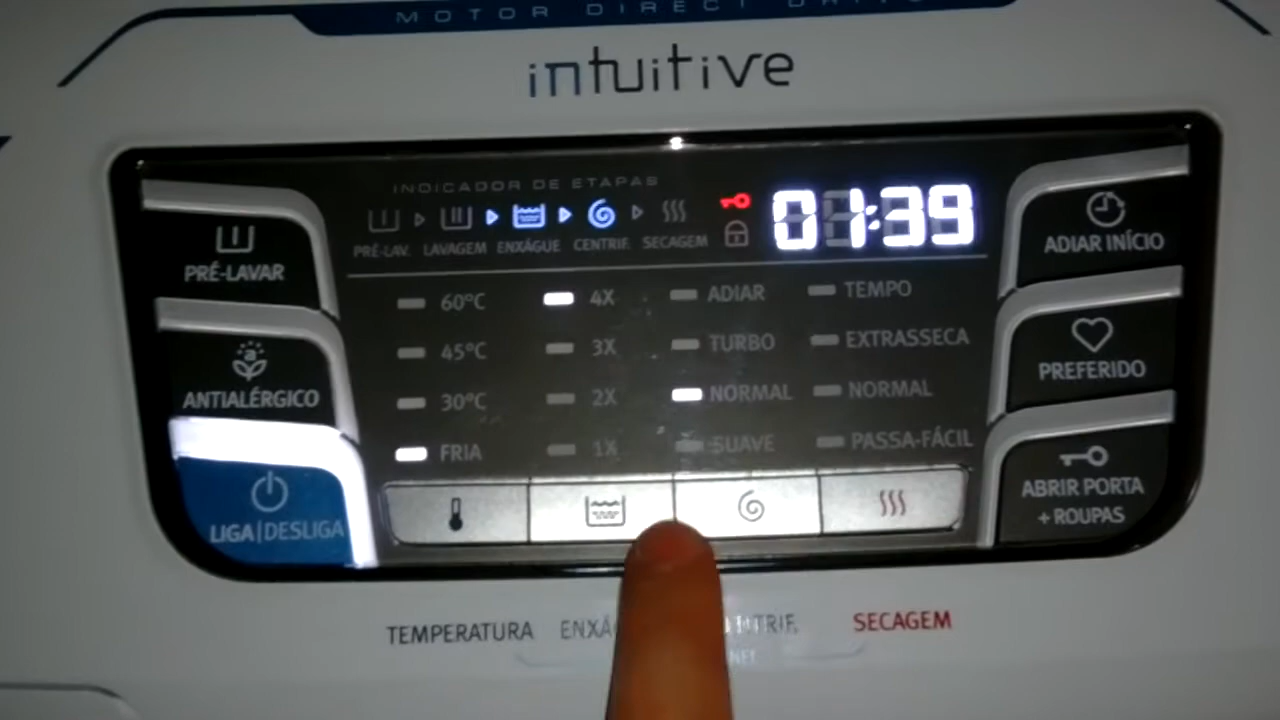 MOTOR DIRECT DRIVE
intuitive
INDICADOR DE ETAPAS
PRÉ-LAV. LAVAGEM ENXÁGUE CENTRIF. SECAGEM
01:39
PRÉ-LAVAR
ANTIALÉRGICO
LIGA|DESLIGA
60°C 4X ADIAR TEMPO
45°C 3X TURBO EXTRASSECA
30°C 2X NORMAL NORMAL
FRIA 1X SUAVE PASSA-FÁCIL
ADIAR INÍCIO
PREFERIDO
ABRIR PORTA
+ ROUPAS
TEMPERATURA SECAGEM